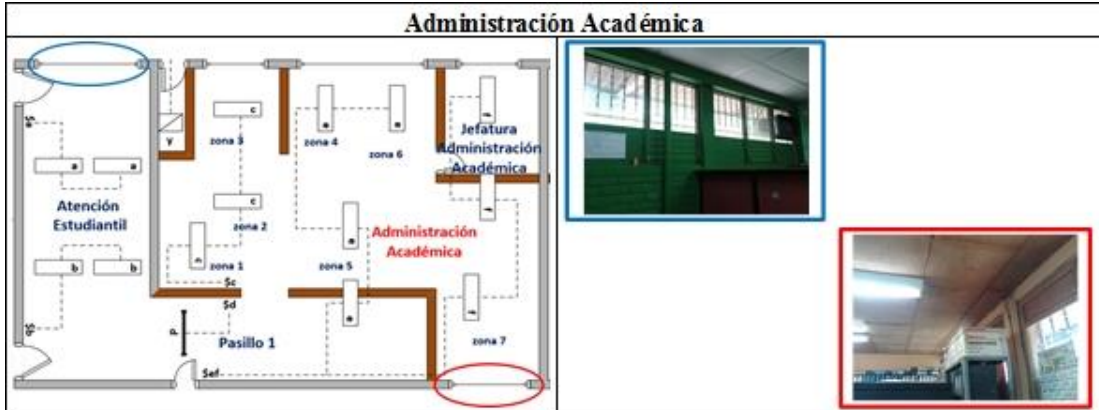 Administración Académica
$a
y
c
zona 3
zona 4
e
e
zona 6
f
Jefatura
Administración
Académica
a
a
Atención
Estudiantil
c
zona 2
f
e
Administración
Académica
b
b
c
zona 1
$c
zona 5
$d
e
f
$b
d
Pasillo 1
zona 7
$ef